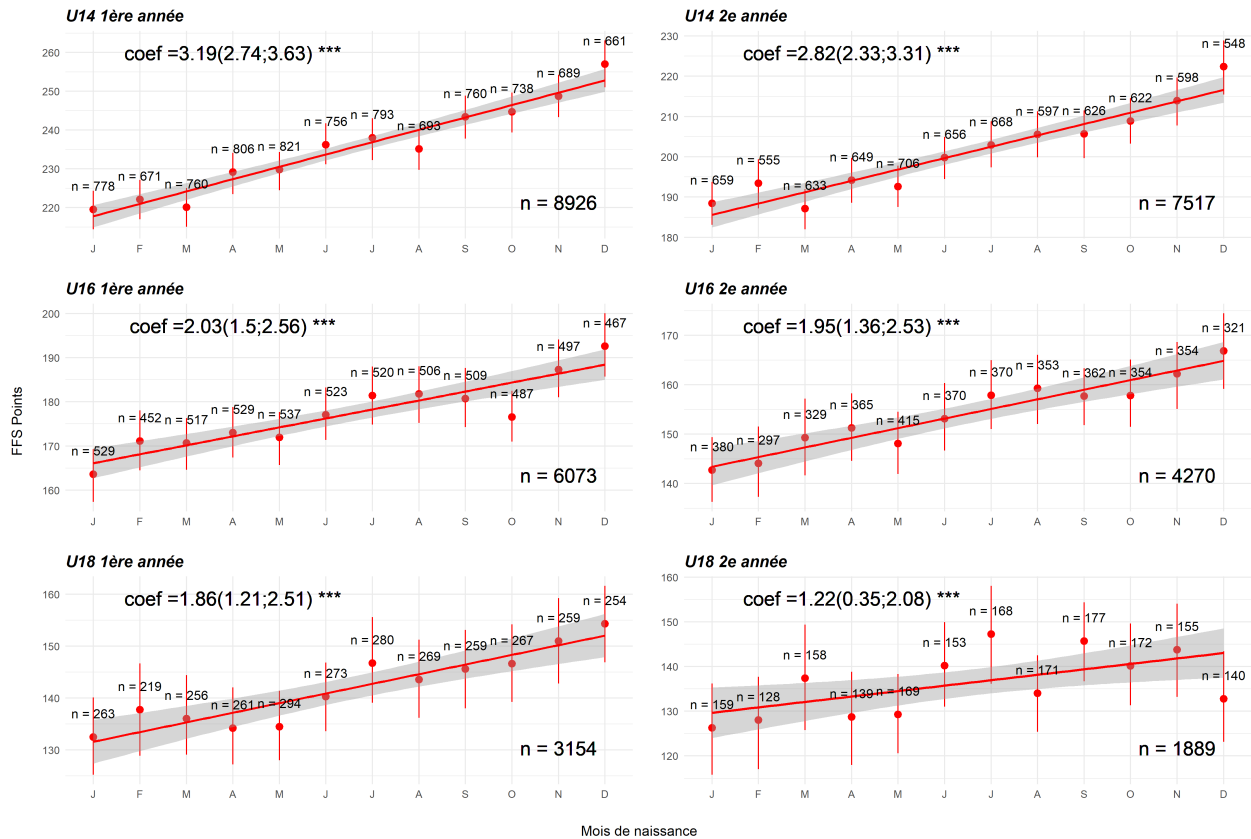 U14 1ère année
coef =3.19(2.74;3.63) ***
260
250
240
230
220
n = 778
n = 671
n = 760
n = 806
n = 821
n = 756
n = 793
n = 693
n = 760
n = 738
n = 689
n = 661
n = 8926
J F M A M J J A S O N D
U14 2e année
coef =2.82(2.33;3.31) ***
230
220
210
200
190
180
n = 659
n = 555
n = 633
n = 649
n = 706
n = 656
n = 668
n = 597
n = 626
n = 622
n = 598
n = 548
n = 7517
J F M A M J J A S O N D
FFS Points
U16 1ère année
coef =2.03(1.5;2.56) ***
200
190
180
170
160
n = 529
n = 452
n = 517
n = 529
n = 537
n = 523
n = 520
n = 506
n = 509
n = 487
n = 497
n = 467
n = 6073
J F M A M J J A S O N D
U16 2e année
coef =1.95(1.36;2.53) ***
170
160
150
140
n = 380
n = 297
n = 329
n = 365
n = 415
n = 370
n = 370
n = 353
n = 362
n = 354
n = 354
n = 321
n = 4270
J F M A M J J A S O N D
U18 1ère année
coef =1.86(1.21;2.51) ***
160
150
140
130
n = 263
n = 219
n = 256
n = 261
n = 294
n = 273
n = 280
n = 269
n = 259
n = 267
n = 259
n = 254
n = 3154
J F M A M J J A S O N D
U18 2e année
coef =1.22(0.35;2.08) ***
160
150
140
130
120
n = 159
n = 128
n = 158
n = 139
n = 169
n = 153
n = 168
n = 171
n = 177
n = 172
n = 155
n = 140
n = 1889
J F M A M J J A S O N D
Mois de naissance